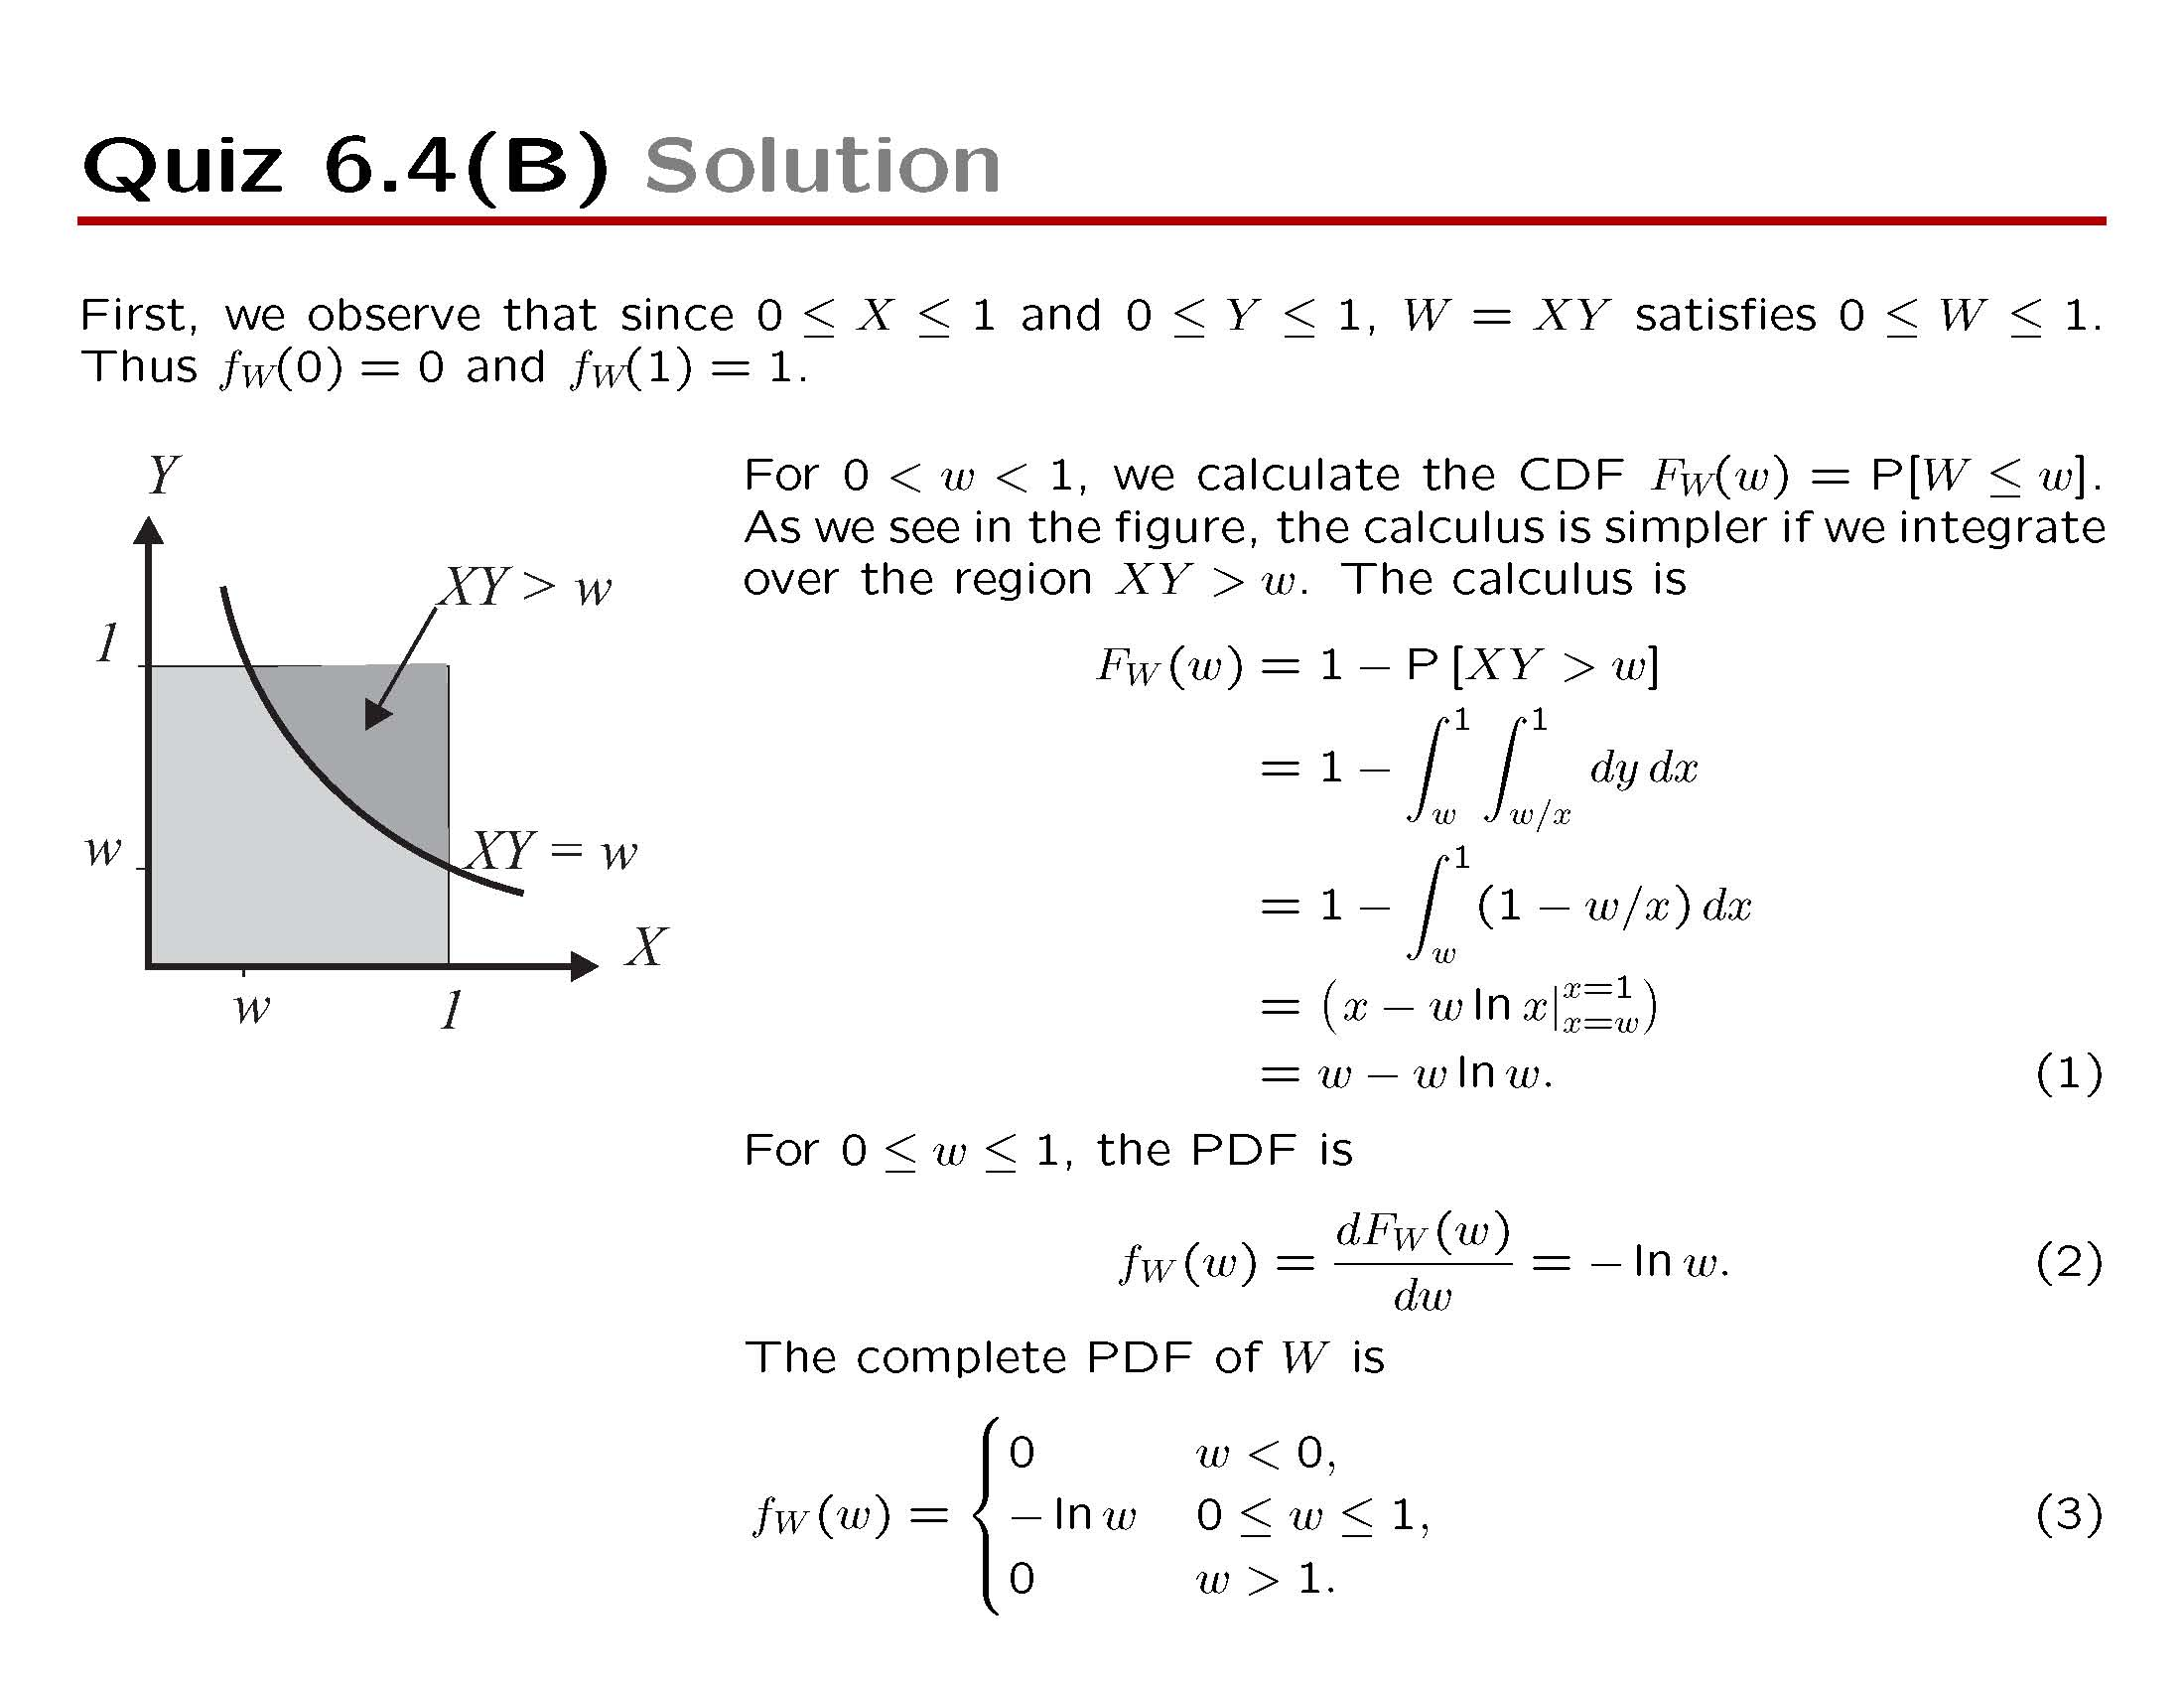 Quiz 6.4(B) Solution
First, we observe that since 0 ≤ X ≤ 1 and 0 ≤ Y ≤ 1, W = XY satisfies 0 ≤ W ≤ 1.
Thus f_W(0) = 0 and f_W(1) = 1.
Y
XY > w
1
w
XY = w
X
w 1
For 0 < w < 1, we calculate the CDF F_W(w) = P[W ≤ w].
As we see in the figure, the calculus is simpler if we integrate
over the region XY > w. The calculus is
F_W(w) = 1 − P [XY > w]
= 1 − ∫_w^1 ∫_{w/x}^1 dy dx
= 1 − ∫_w^1 (1 − w/x) dx
= (x − w ln x|_{x=w}^{x=1})
= w − w ln w. (1)
For 0 ≤ w ≤ 1, the PDF is
f_W(w) = dF_W(w)/dw = − ln w. (2)
The complete PDF of W is
f_W(w) = { 0 w < 0,
− ln w 0 ≤ w ≤ 1, (3)
0 w > 1.